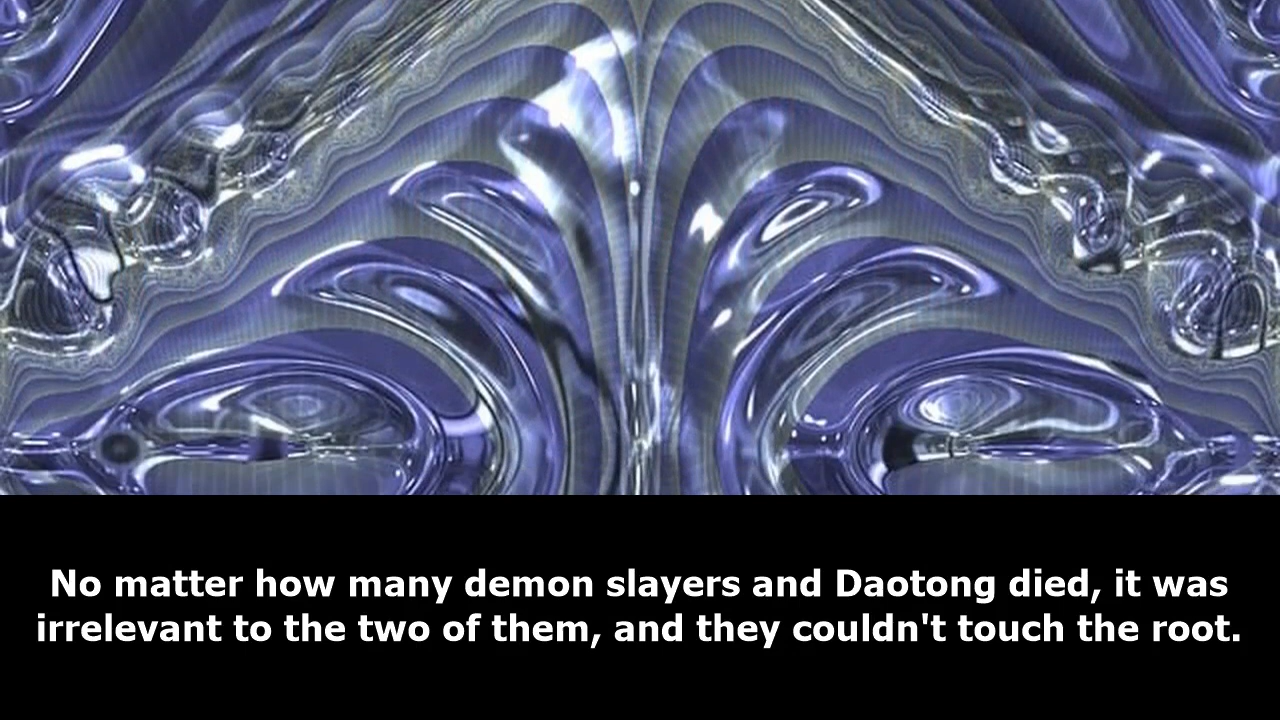 No matter how many demon slayers and Daotong died, it was
irrelevant to the two of them, and they couldn't touch the root.